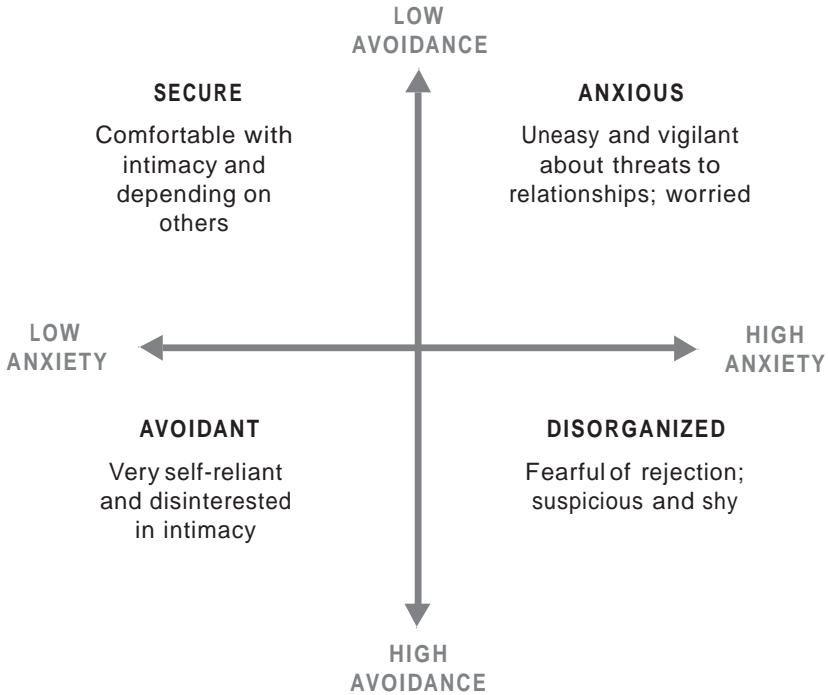 LOW
AVOIDANCE
SECURE
Comfortable with
intimacy and
depending on
others
ANXIOUS
Uneasy and vigilant
about threats to
relationships; worried
LOW
ANXIETY
HIGH
ANXIETY
AVOIDANT
Very self-reliant
and disinterested
in intimacy
DISORGANIZED
Fearful of rejection;
suspicious and shy
HIGH
AVOIDANCE